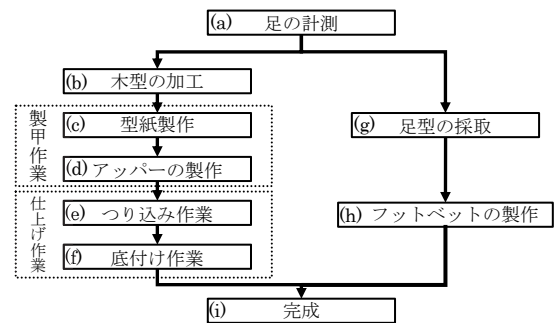 (a) 足の計測
(b) 木型の加工
製甲作業
(c) 型紙製作
(d) アッパーの製作
仕上げ作業
(e) つり込み作業
(f) 底付け作業
(g) 足型の採取
(h) フットベットの製作
(i) 完成